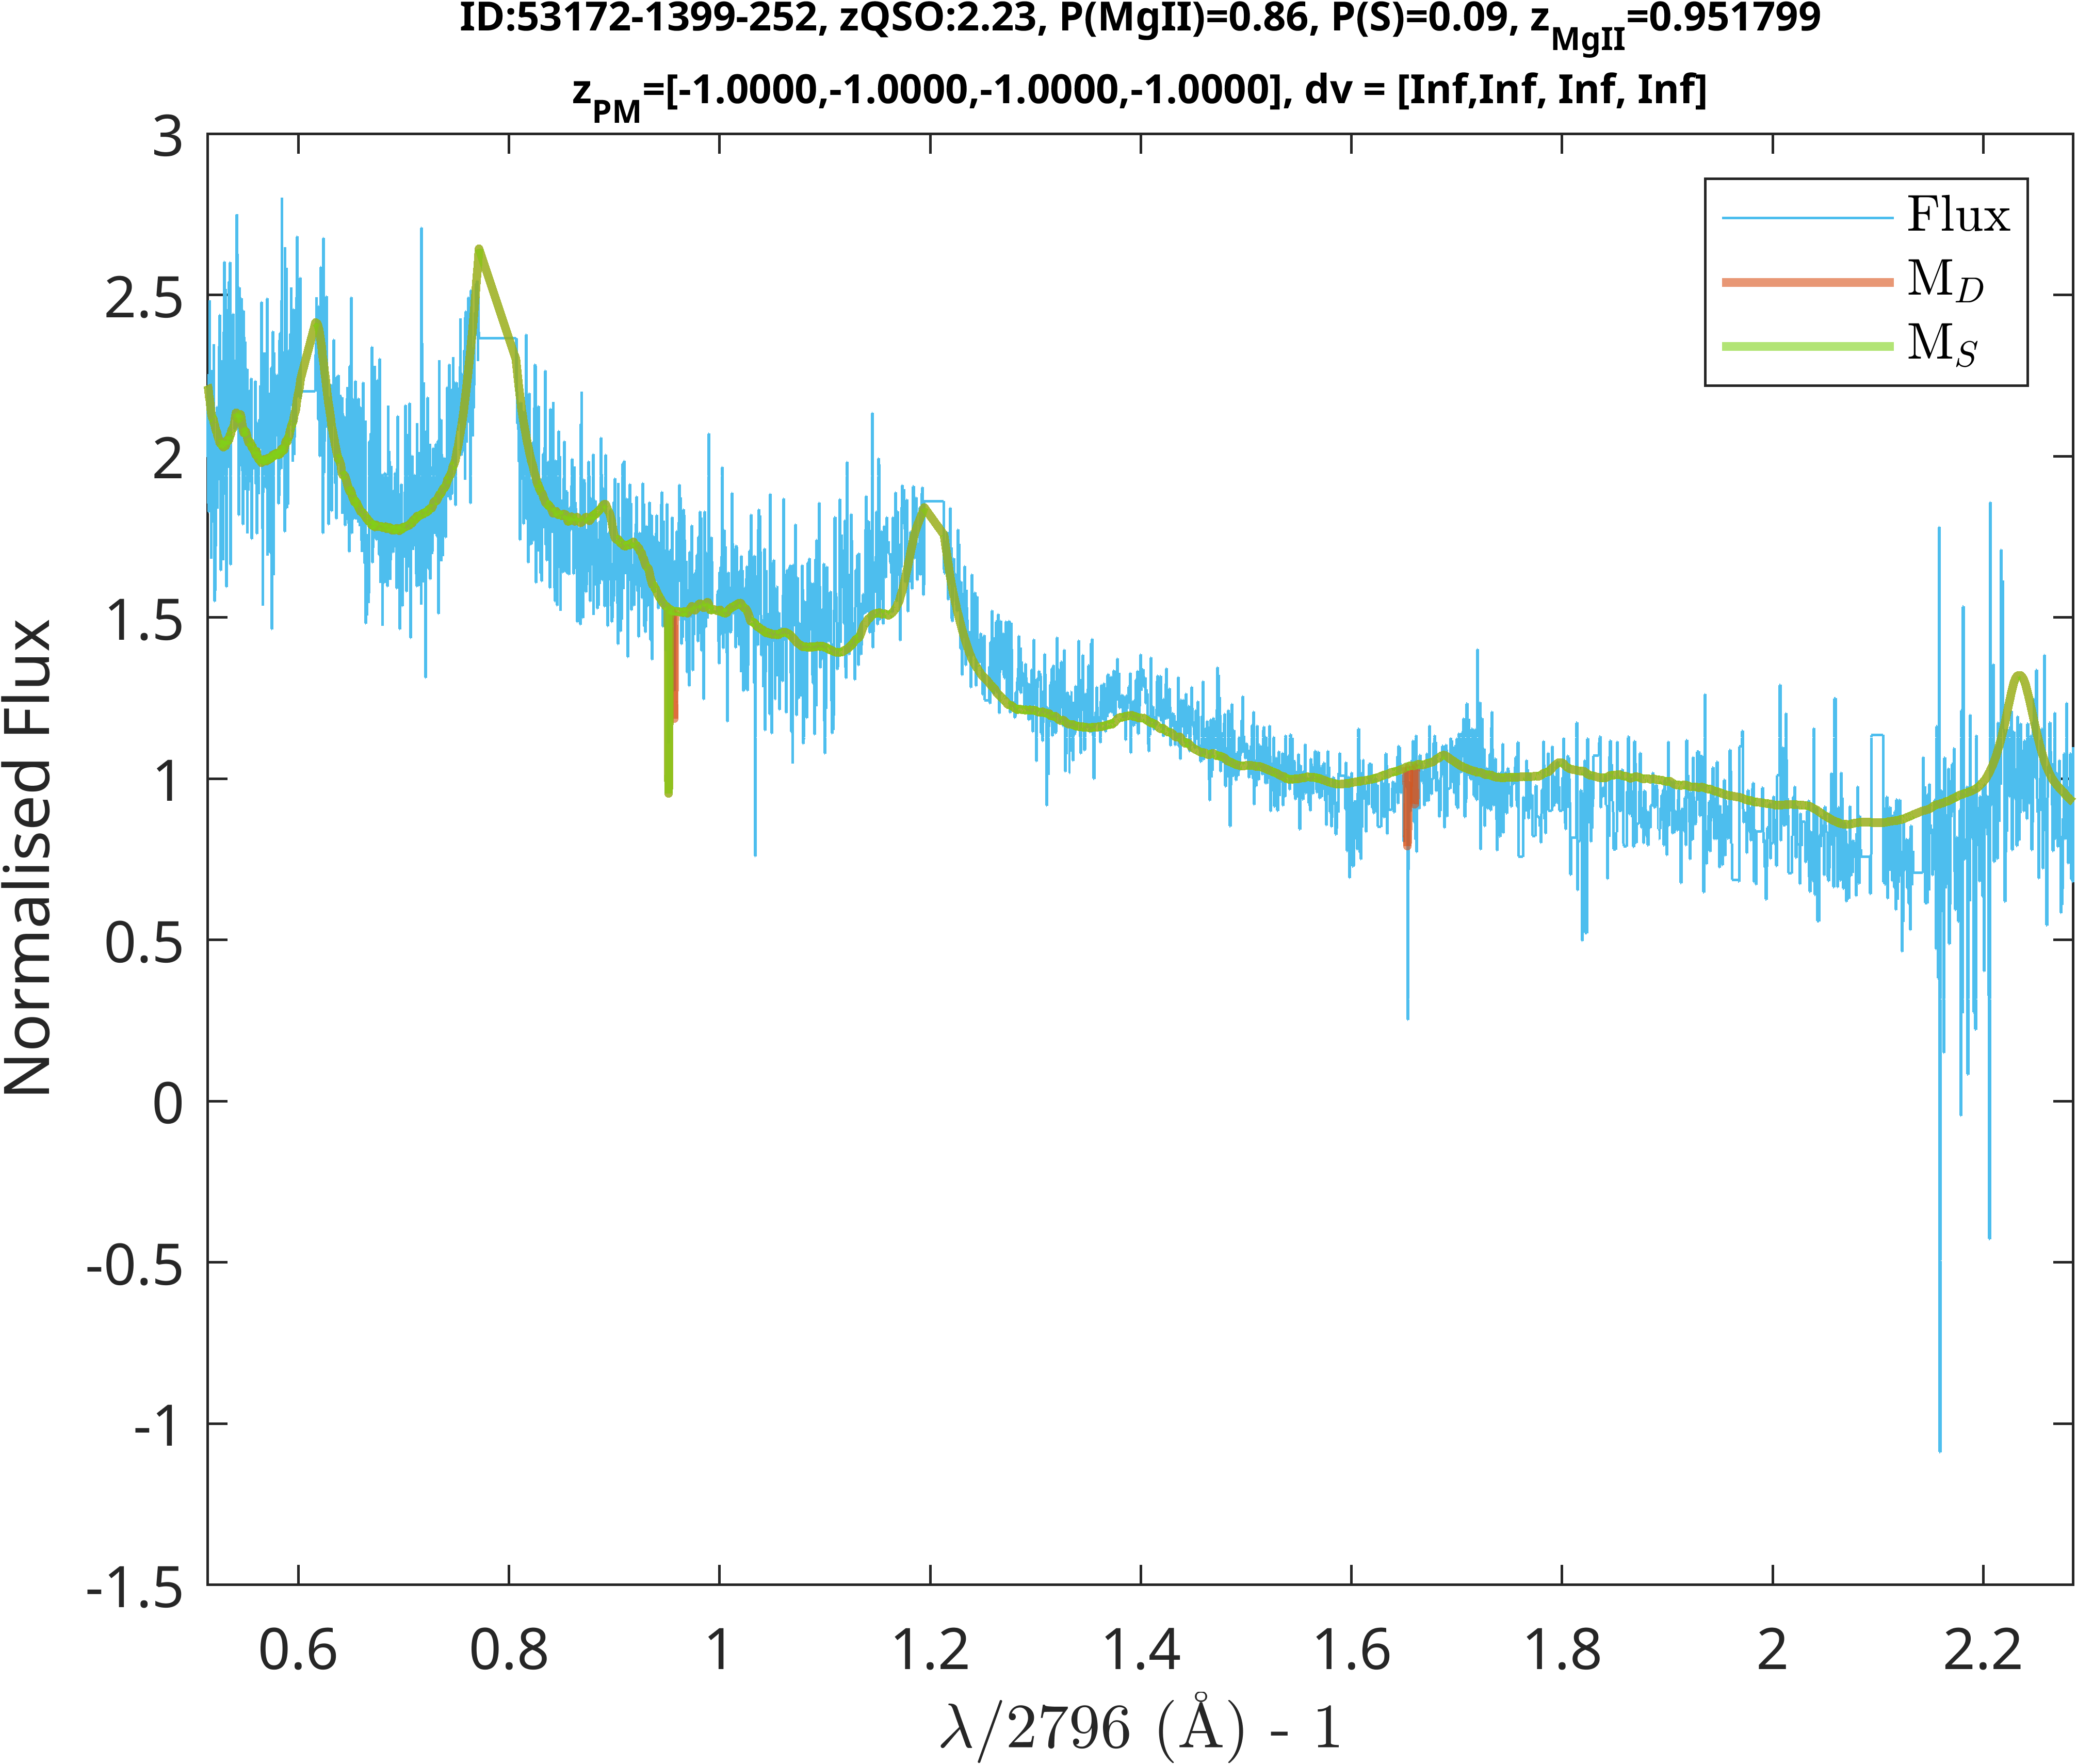 ID:53172-1399-252, zQSO:2.23, P(MgII)=0.86, P(S)=0.09, zMgII=0.951799
zPM=[-1.0000,-1.0000,-1.0000,-1.0000], dv = [Inf,Inf, Inf, Inf]
3
2.5
2
1.5
1
0.5
0
-0.5
-1
-1.5
Normalised Flux
Flux
MD
MS
0.6 0.8 1 1.2 1.4 1.6 1.8 2 2.2
λ/2796 (Å) - 1